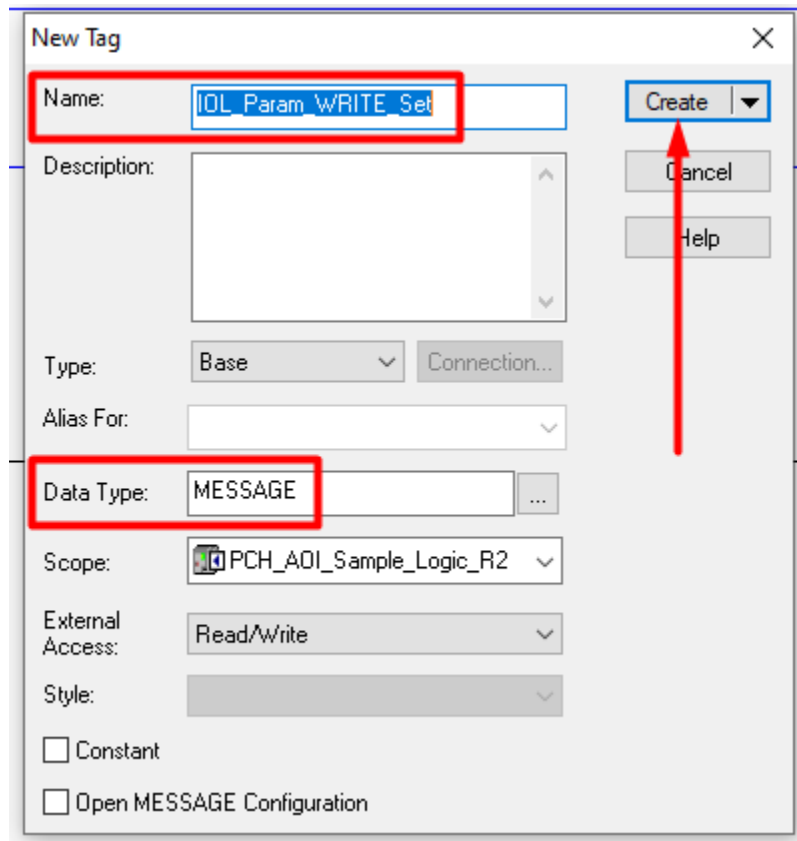 New Tag
Name:
IOL_Param_WRITE_Set
Create
Description:
Cancel
Help
Type:
Base
Connection...
Alias For:
Data Type:
MESSAGE
...
Scope:
PCH_AOI_Sample_Logic_R2
External
Access:
Read/Write
Style:
Constant
Open MESSAGE Configuration